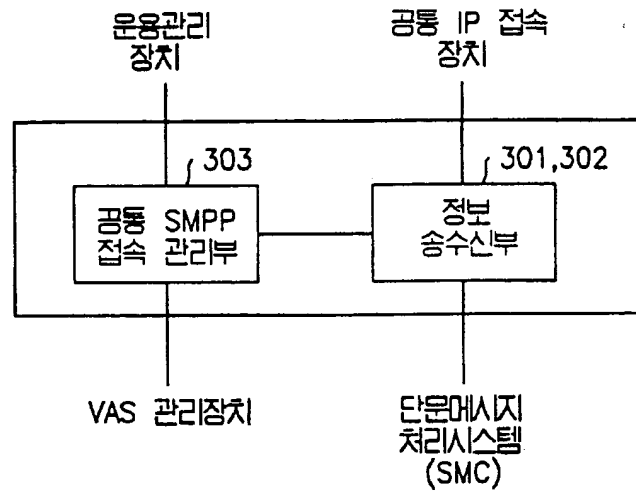 운용관리
장치
공통 IP 접속
장치
303
301,302
공통 SMPP
접속 관리부
정보
송수신부
VAS 관리장치
단문메시지
처리시스템
(SMC)